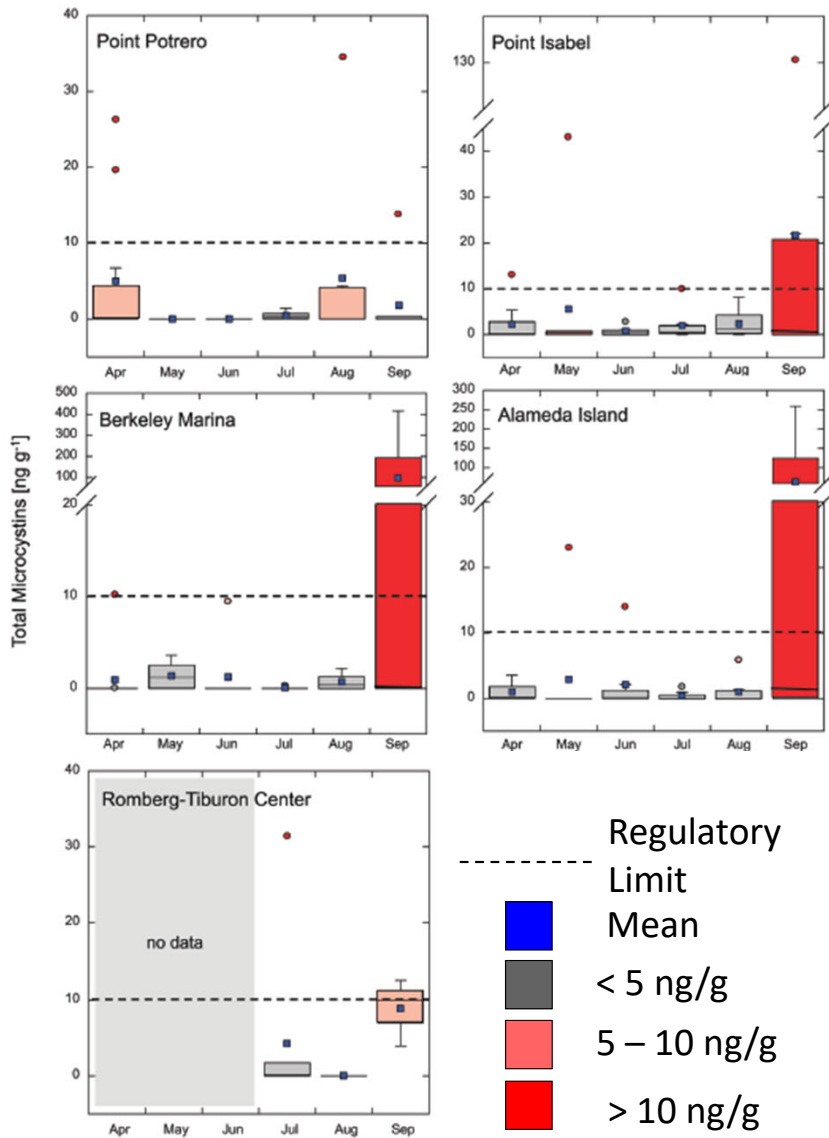 Total Microcystins [ng g⁻¹]
Point Potrero
40
30
20
10
0
Apr May Jun Jul Aug Sep
Point Isabel
130
40
30
20
10
0
Apr May Jun Jul Aug Sep
Berkeley Marina
500
400
300
200
100
20
10
0
Apr May Jun Jul Aug Sep
Alameda Island
300
250
200
150
100
30
20
10
0
Apr May Jun Jul Aug Sep
Romberg-Tiburon Center
40
30
20
10
0
no data
Apr May Jun Jul Aug Sep
Regulatory
Limit
Mean
< 5 ng/g
5 – 10 ng/g
> 10 ng/g